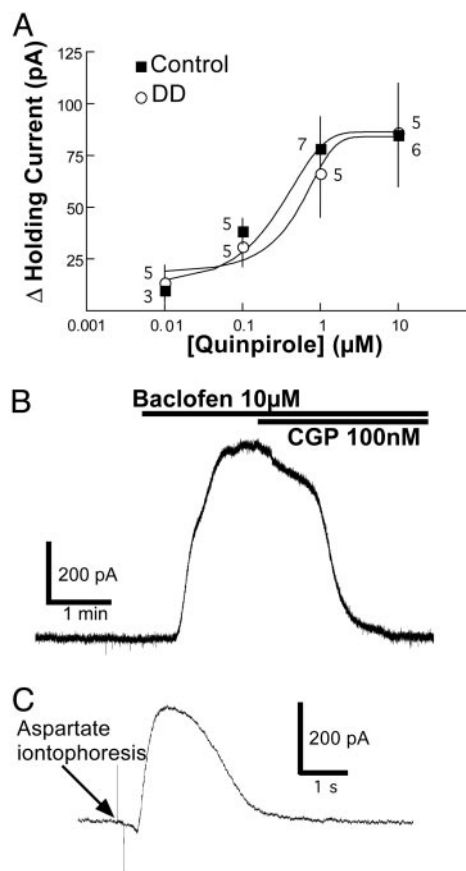 A
Δ Holding Current (pA)
125
100
75
50
25
Control
DD
7
5
6
5
5
5
5
3
0.001
0.01
0.1
1
10
[Quinpirole] (μM)
B
Baclofen 10μM
CGP 100nM
200 pA
1 min
C
Aspartate
iontophoresis
200 pA
1 s